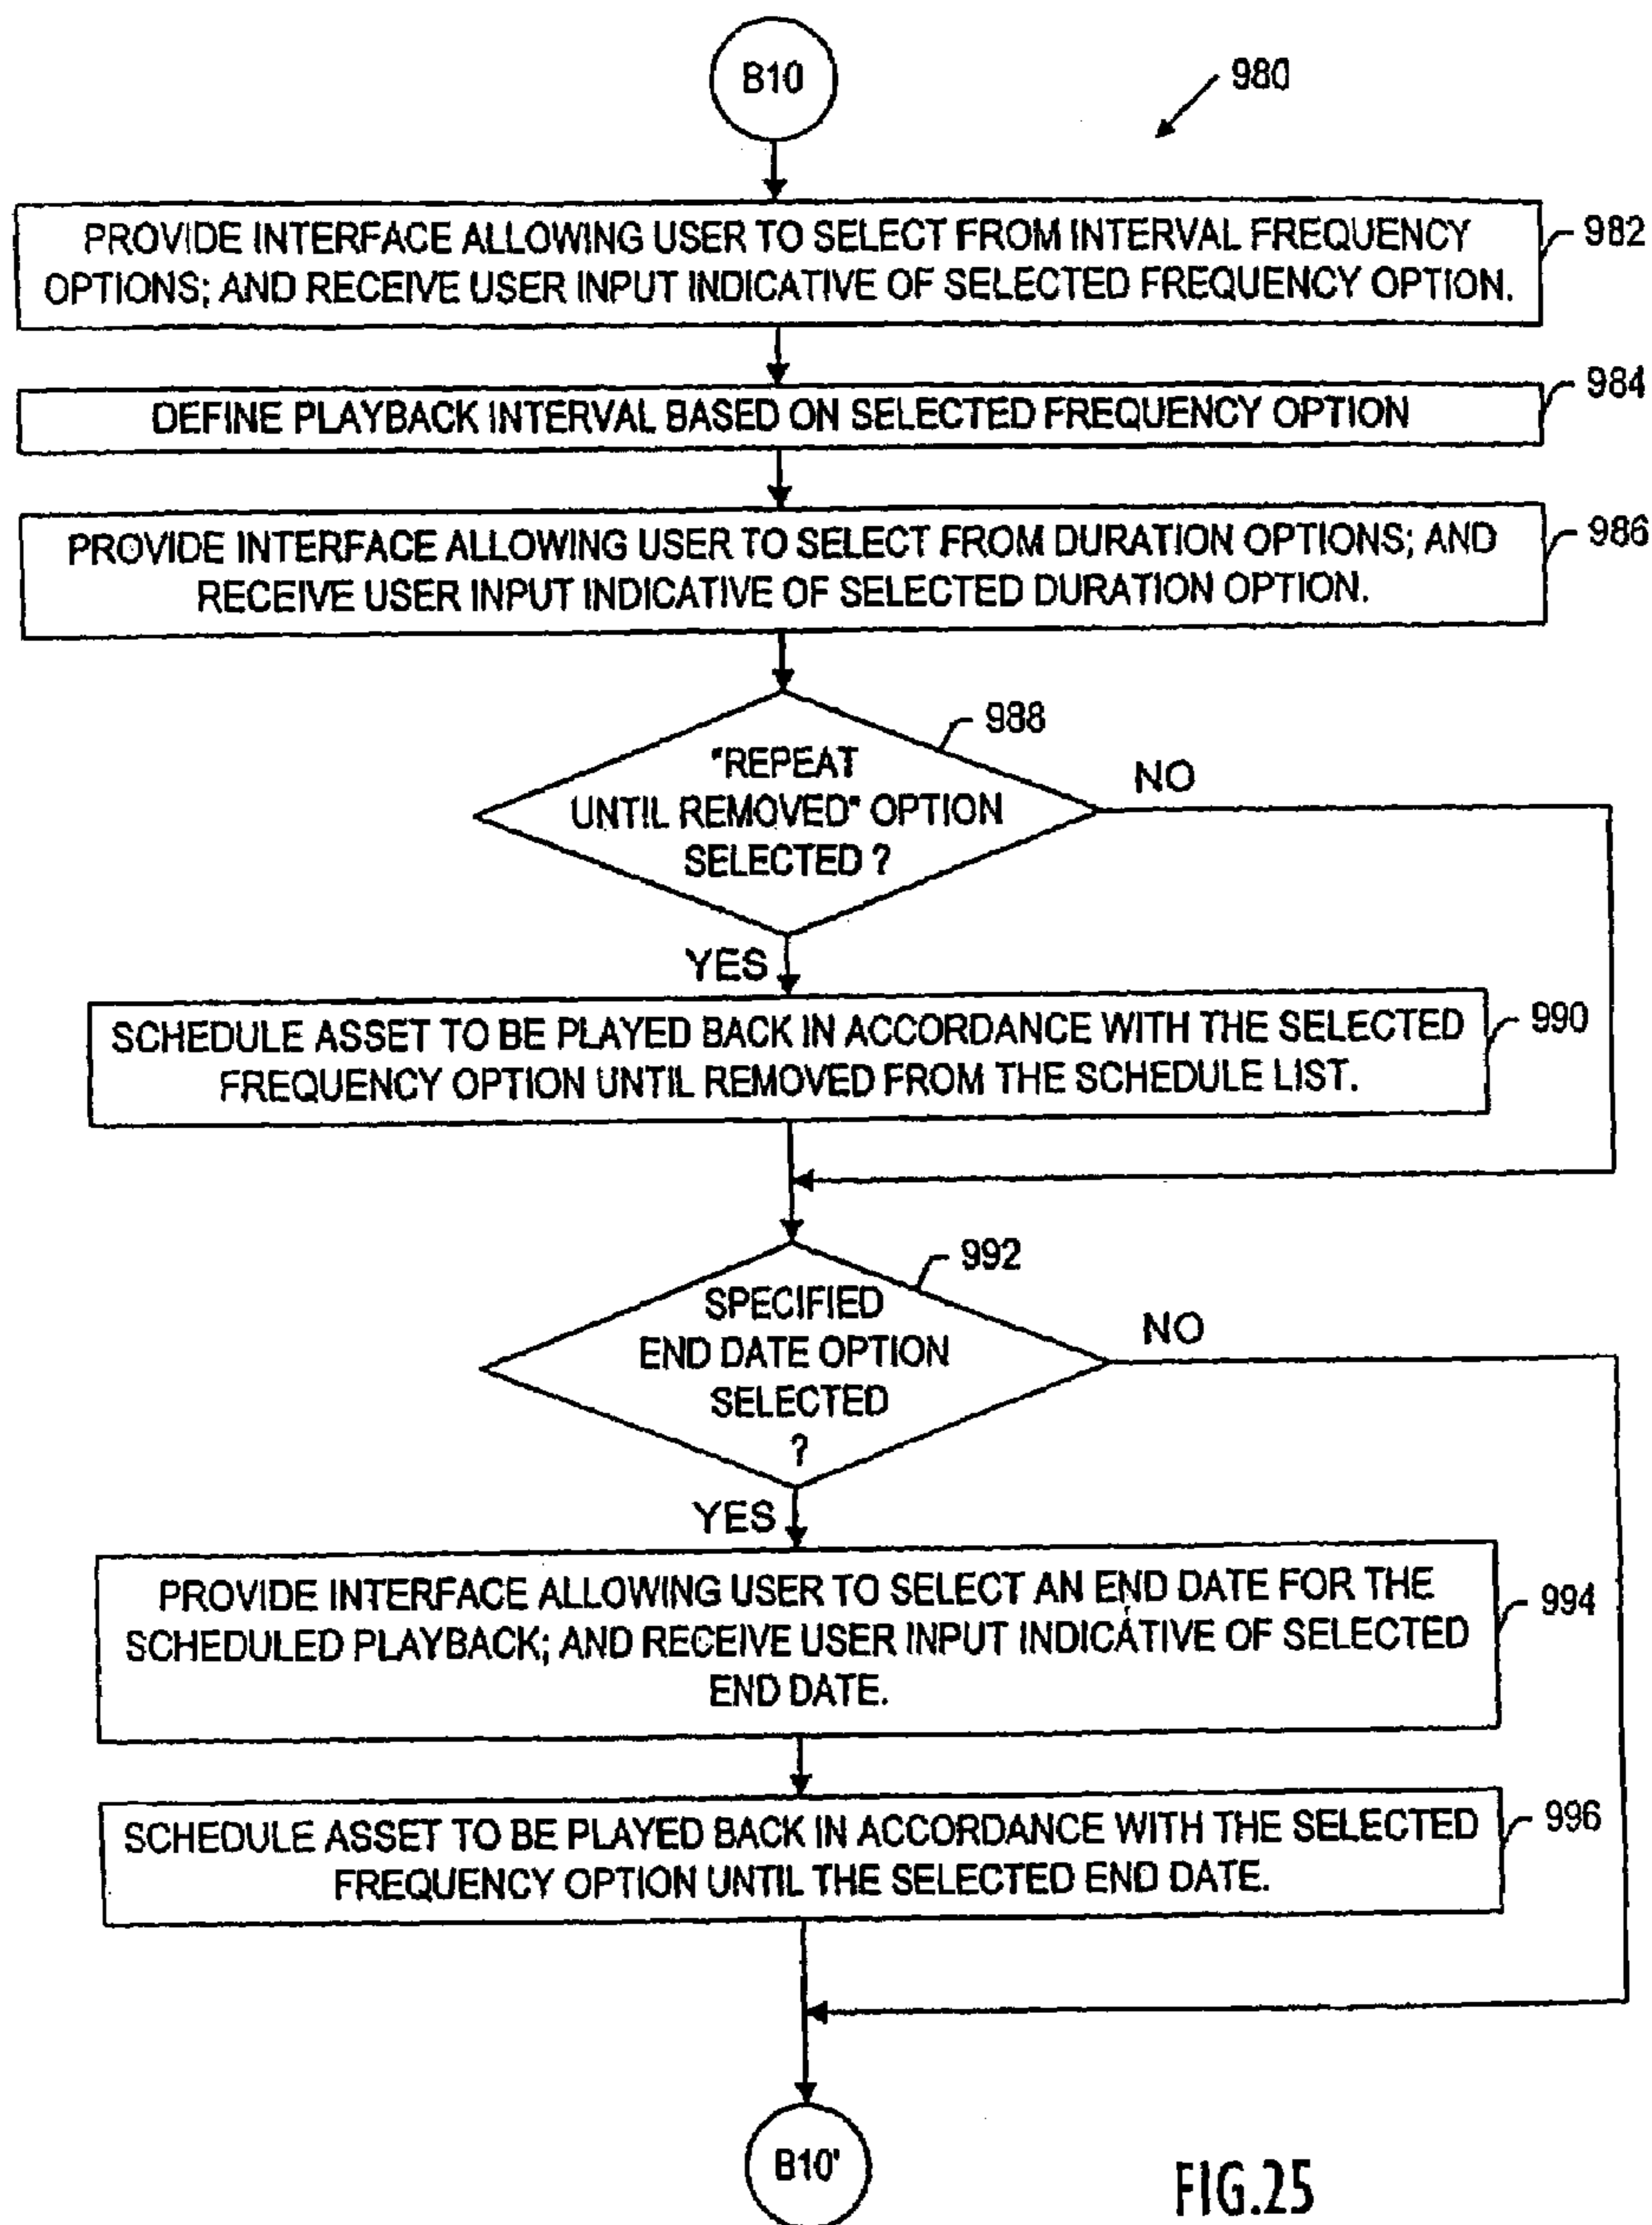 B10
980
PROVIDE INTERFACE ALLOWING USER TO SELECT FROM INTERVAL FREQUENCY
OPTIONS; AND RECEIVE USER INPUT INDICATIVE OF SELECTED FREQUENCY OPTION.
982
DEFINE PLAYBACK INTERVAL BASED ON SELECTED FREQUENCY OPTION
984
PROVIDE INTERFACE ALLOWING USER TO SELECT FROM DURATION OPTIONS; AND
RECEIVE USER INPUT INDICATIVE OF SELECTED DURATION OPTION.
986
988
"REPEAT
UNTIL REMOVED" OPTION
SELECTED ?
NO
YES
SCHEDULE ASSET TO BE PLAYED BACK IN ACCORDANCE WITH THE SELECTED
FREQUENCY OPTION UNTIL REMOVED FROM THE SCHEDULE LIST.
990
992
SPECIFIED
END DATE OPTION
SELECTED
?
NO
YES
PROVIDE INTERFACE ALLOWING USER TO SELECT AN END DATE FOR THE
SCHEDULED PLAYBACK; AND RECEIVE USER INPUT INDICATIVE OF SELECTED
END DATE.
994
SCHEDULE ASSET TO BE PLAYED BACK IN ACCORDANCE WITH THE SELECTED
FREQUENCY OPTION UNTIL THE SELECTED END DATE.
996
B10'
FIG.25